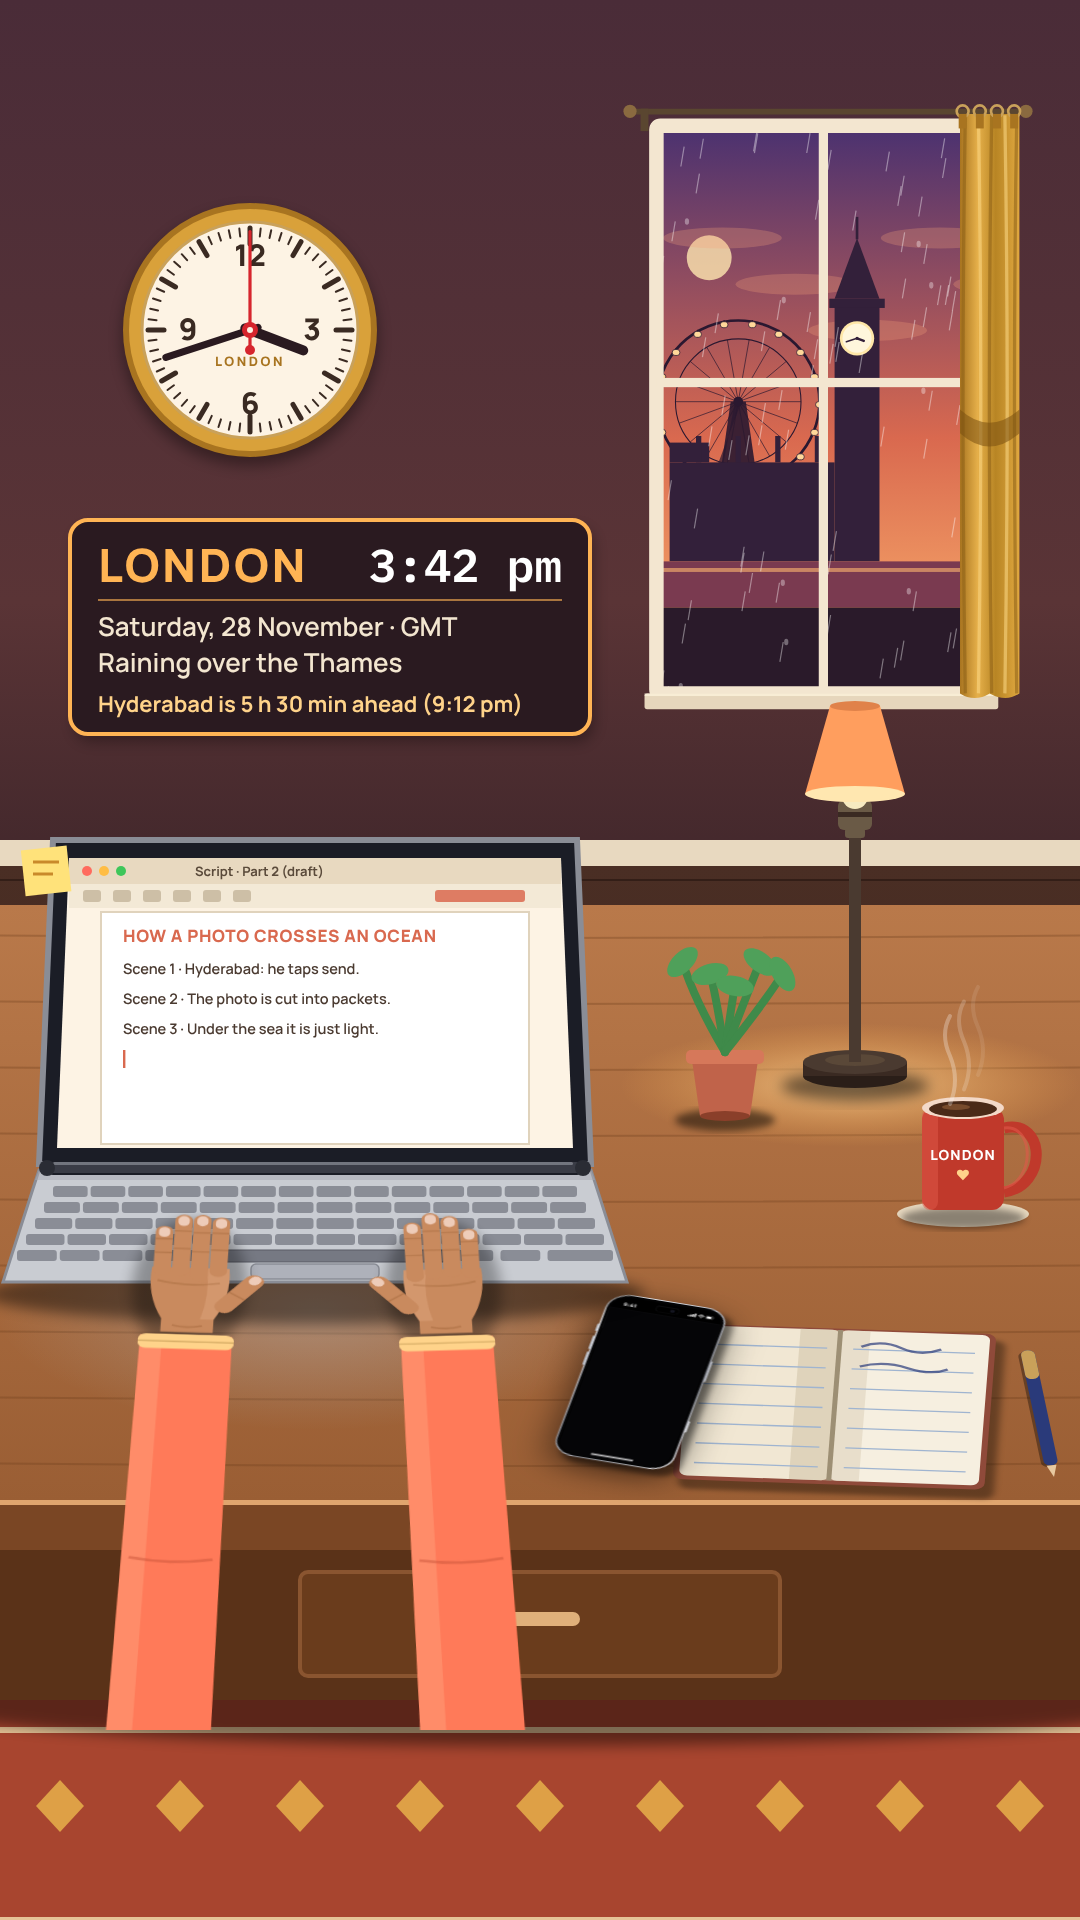 12
9
3
LONDON
6
LONDON 3:42 pm
Saturday, 28 November · GMT
Raining over the Thames
Hyderabad is 5 h 30 min ahead (9:12 pm)
Script · Part 2 (draft)
HOW A PHOTO CROSSES AN OCEAN
Scene 1 · Hyderabad: he taps send.
Scene 2 · The photo is cut into packets.
Scene 3 · Under the sea it is just light.
LONDON